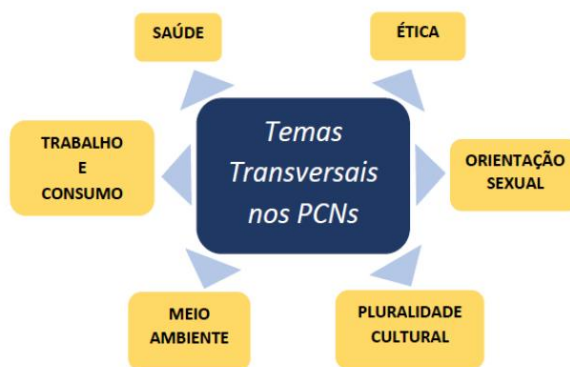 SAÚDE
ÉTICA
Temas
Transversais
nos PCNs
TRABALHO
E
CONSUMO
ORIENTAÇÃO
SEXUAL
MEIO
AMBIENTE
PLURALIDADE
CULTURAL